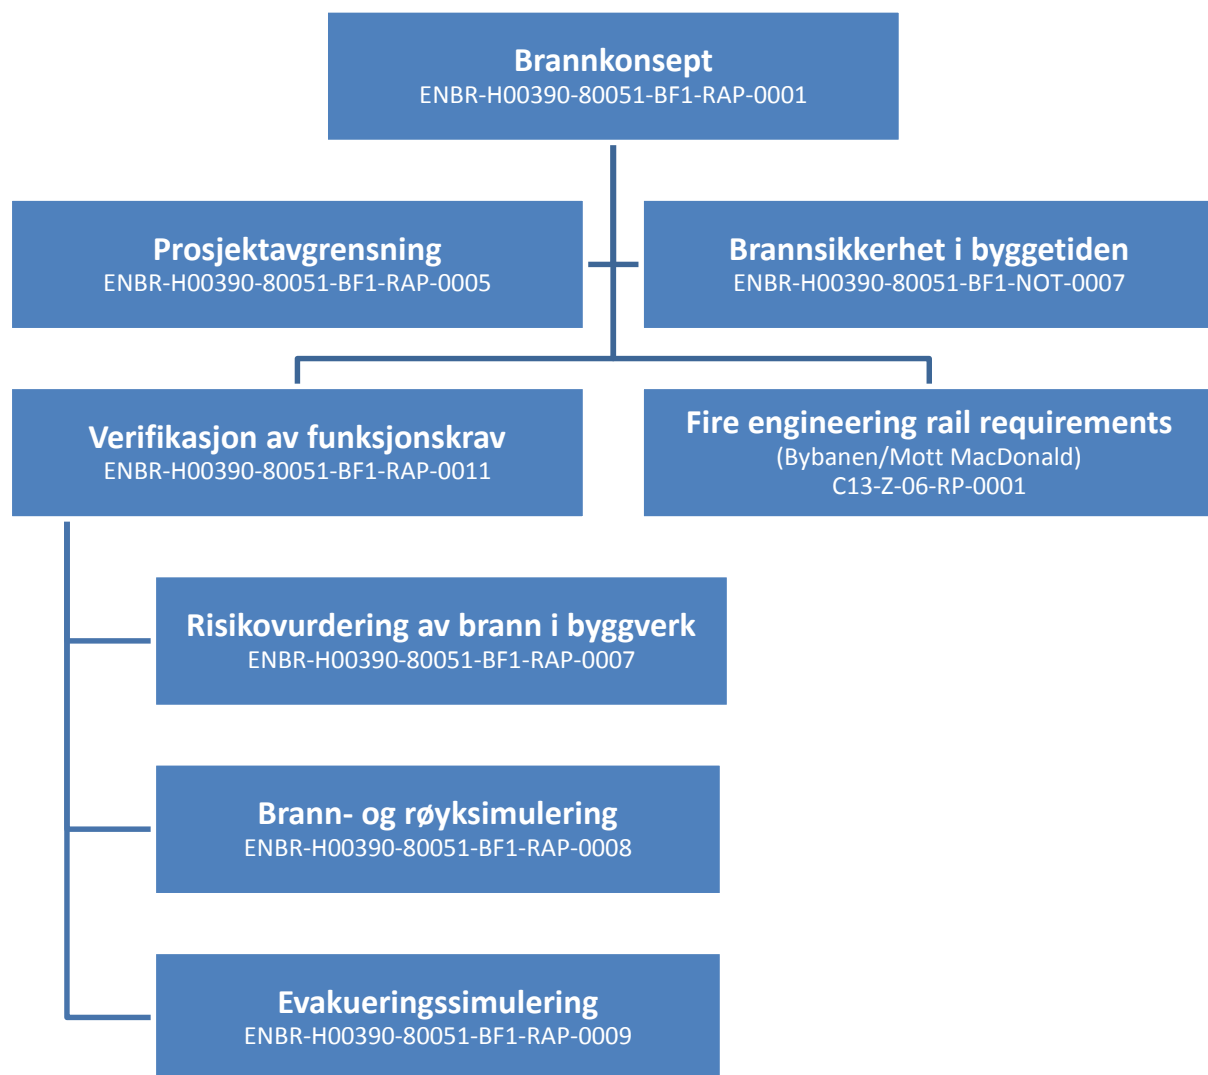 Brannkonsept
ENBR-H00390-80051-BF1-RAP-0001
Prosjektavgrensning
ENBR-H00390-80051-BF1-RAP-0005
Brannsikkerhet i byggetiden
ENBR-H00390-80051-BF1-NOT-0007
Verifikasjon av funksjonskrav
ENBR-H00390-80051-BF1-RAP-0011
Fire engineering rail requirements
(Bybanen/Mott MacDonald)
C13-Z-06-RP-0001
Risikovurdering av brann i byggverk
ENBR-H00390-80051-BF1-RAP-0007
Brann- og røyksimulering
ENBR-H00390-80051-BF1-RAP-0008
Evakueringssimulering
ENBR-H00390-80051-BF1-RAP-0009